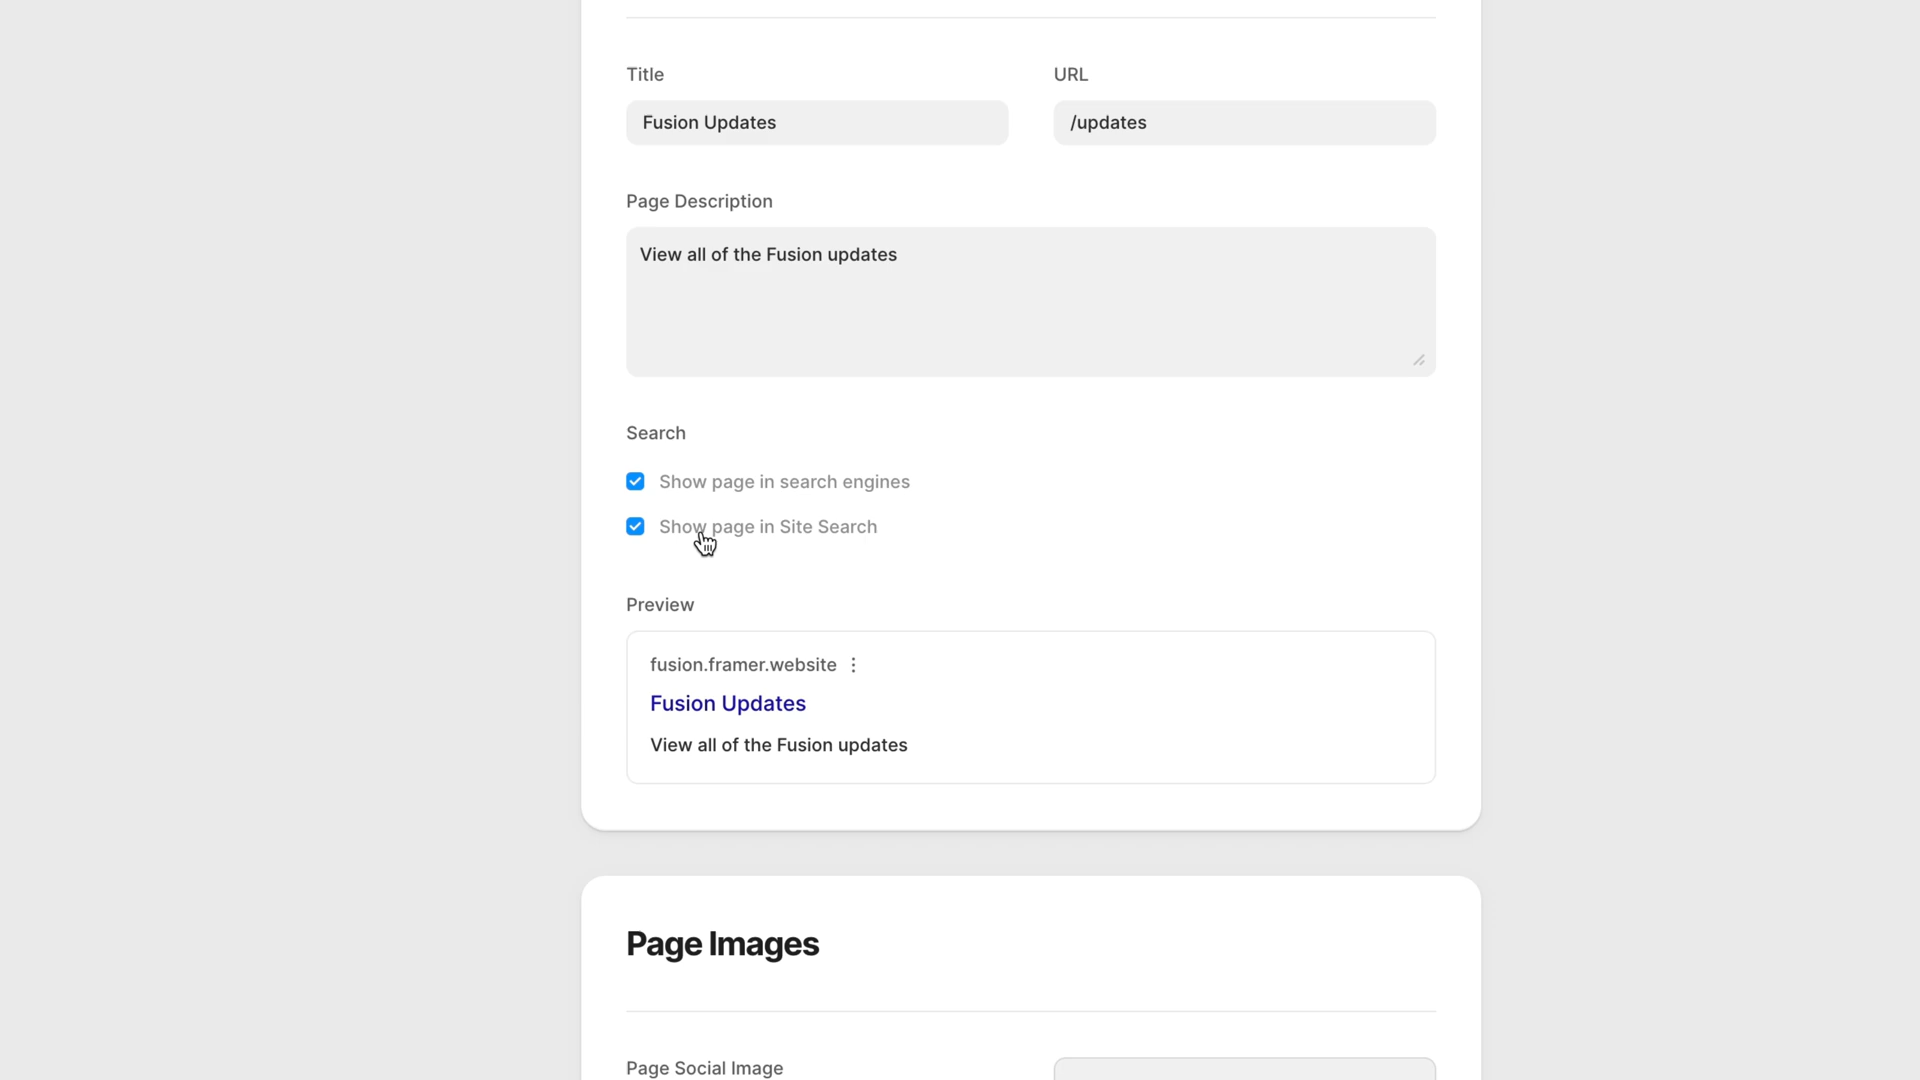 Title
URL
Fusion Updates
/updates
Page Description
View all of the Fusion updates
Search
Show page in search engines
Show page in Site Search
Preview
fusion.framer.website
Fusion Updates
View all of the Fusion updates
Page Images
Page Social Image